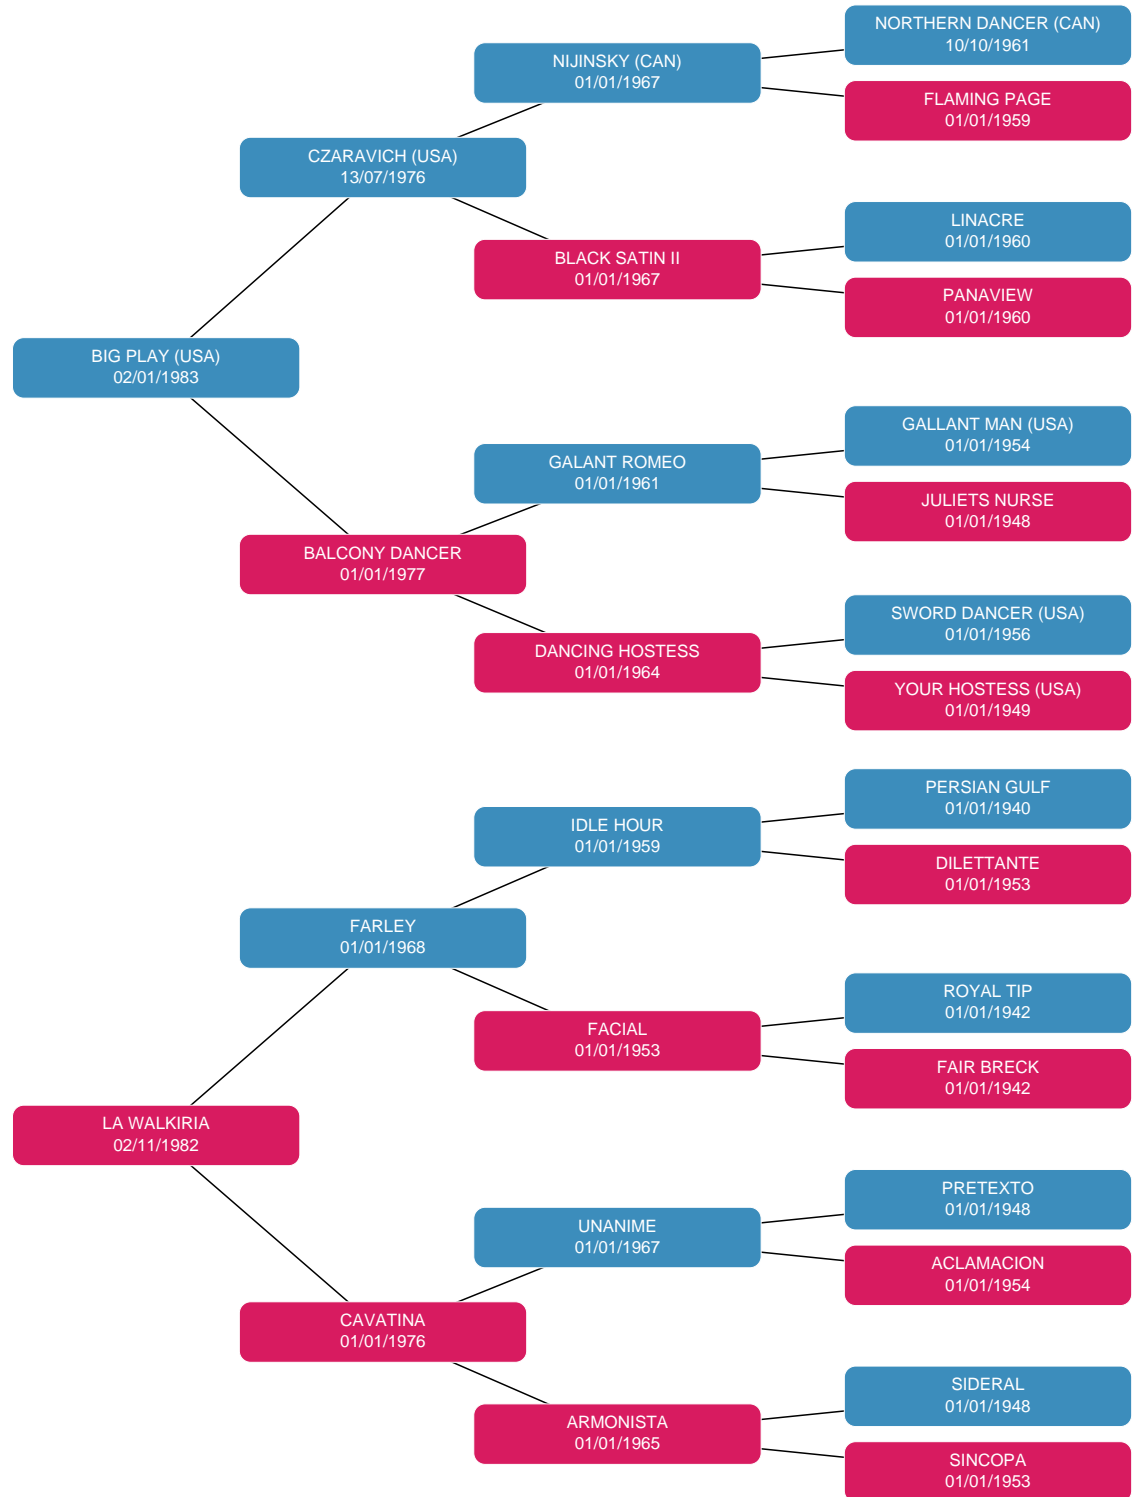 NORTHERN DANCER (CAN)
10/10/1961
NIJINSKY (CAN)
01/01/1967
FLAMING PAGE
01/01/1959
CZARAVICH (USA)
13/07/1976
LINACRE
01/01/1960
BLACK SATIN II
01/01/1967
PANAVIEW
01/01/1960
BIG PLAY (USA)
02/01/1983
GALLANT MAN (USA)
01/01/1954
GALANT ROMEO
01/01/1961
JULIETS NURSE
01/01/1948
BALCONY DANCER
01/01/1977
SWORD DANCER (USA)
01/01/1956
DANCING HOSTESS
01/01/1964
YOUR HOSTESS (USA)
01/01/1949
PERSIAN GULF
01/01/1940
IDLE HOUR
01/01/1959
DILETTANTE
01/01/1953
FARLEY
01/01/1968
ROYAL TIP
01/01/1942
FACIAL
01/01/1953
FAIR BRECK
01/01/1942
LA WALKIRIA
02/11/1982
PRETEXTO
01/01/1948
UNANIME
01/01/1967
ACLAMACION
01/01/1954
CAVATINA
01/01/1976
SIDERAL
01/01/1948
ARMONISTA
01/01/1965
SINCOPA
01/01/1953